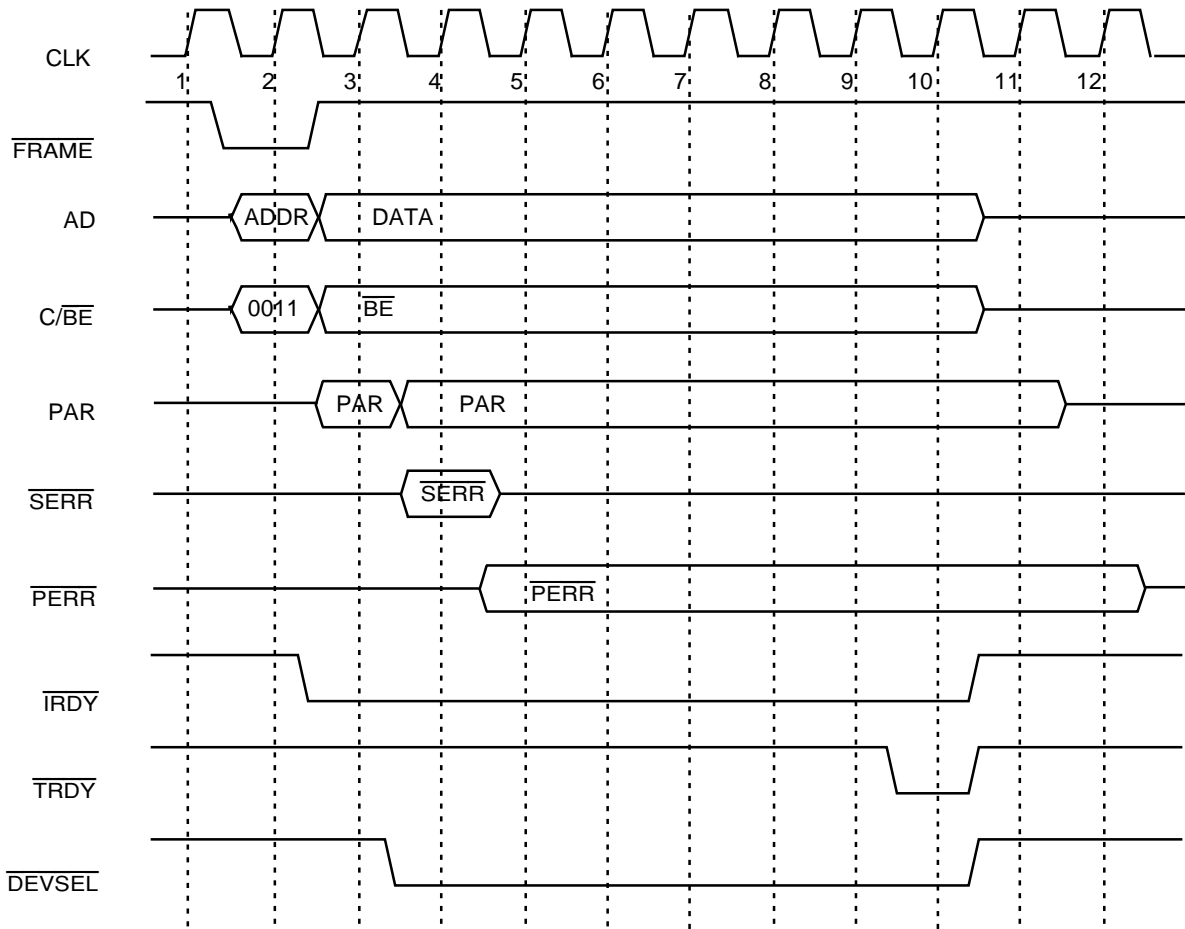 CLK
1 2 3 4 5 6 7 8 9 10 11 12
FRAME
AD ADDR DATA
C/BE 0011 BE
PAR PAR PAR
SERR SERR
PERR PERR
IRDY
TRDY
DEVSEL